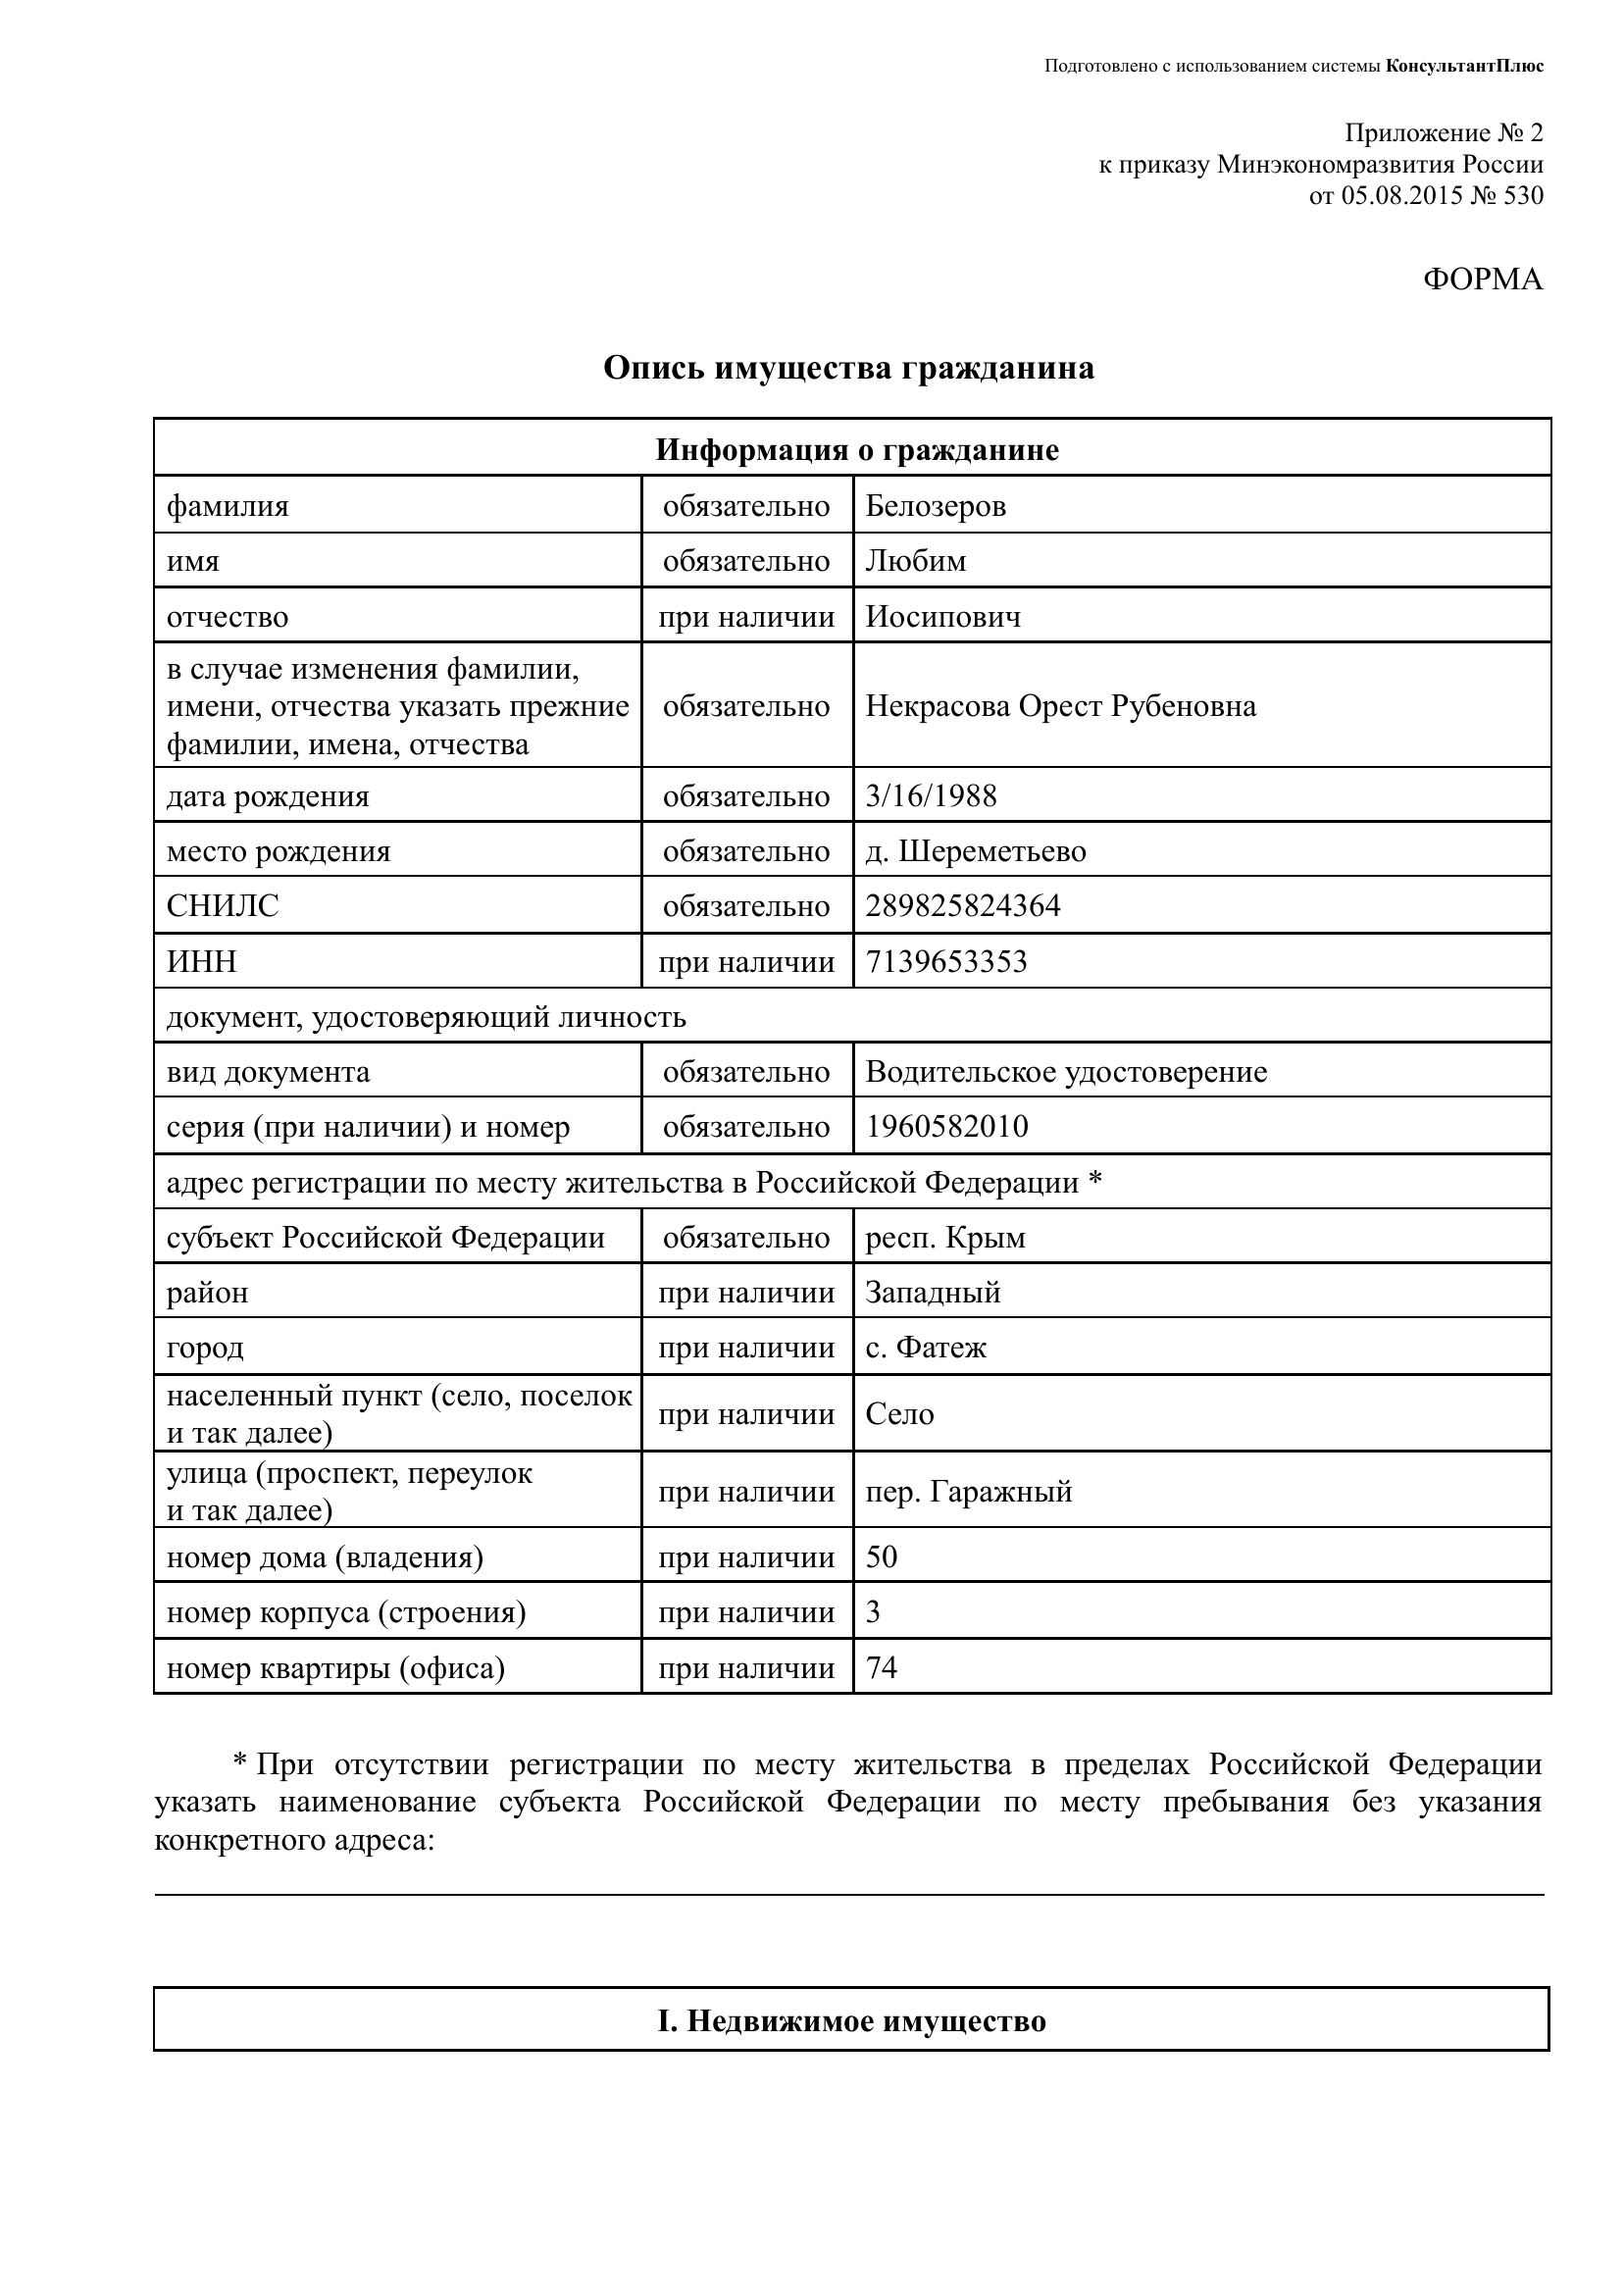 Подготовлено с использованием системы КонсультантПлюс
Приложение № 2
к приказу Минэкономразвития России
от 05.08.2015 № 530
ФОРМА
Опись имущества гражданина
Информация о гражданине
фамилия обязательно Белозеров
имя обязательно Любим
отчество при наличии Иосипович
в случае изменения фамилии,
имени, отчества указать прежние
фамилии, имена, отчества
обязательно Некрасова Орест Рубеновна
дата рождения обязательно 3/16/1988
место рождения обязательно д. Шереметьево
СНИЛС обязательно 289825824364
ИНН при наличии 7139653353
документ, удостоверяющий личность
вид документа обязательно Водительское удостоверение
серия (при наличии) и номер обязательно 1960582010
адрес регистрации по месту жительства в Российской Федерации *
субъект Российской Федерации обязательно респ. Крым
район при наличии Западный
город при наличии с. Фатеж
населенный пункт (село, поселок
и так далее)
при наличии Село
улица (проспект, переулок
и так далее)
при наличии пер. Гаражный
номер дома (владения) при наличии 50
номер корпуса (строения) при наличии 3
номер квартиры (офиса) при наличии 74
* При отсутствии регистрации по месту жительства в пределах Российской Федерации
указать наименование субъекта Российской Федерации по месту пребывания без указания
конкретного адреса:
I. Недвижимое имущество